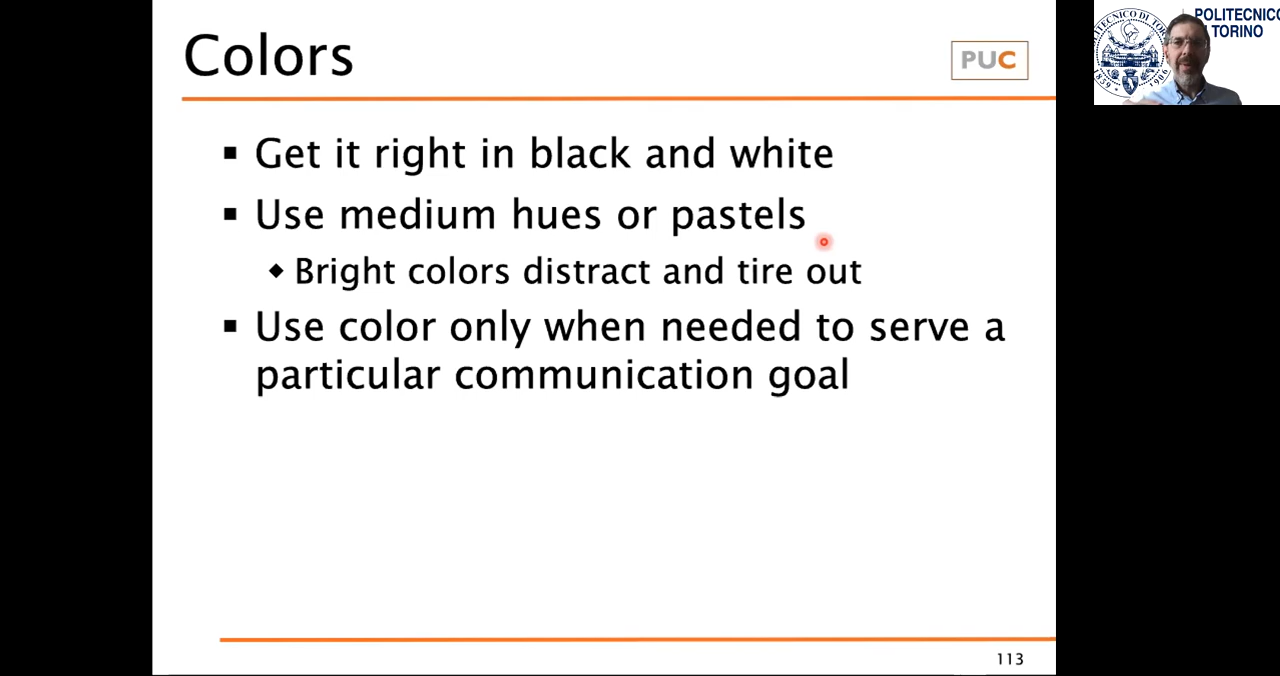 Colors
PUC
POLITECNICO
DI TORINO
▪ Get it right in black and white
▪ Use medium hues or pastels
◆ Bright colors distract and tire out
▪ Use color only when needed to serve a
particular communication goal
113